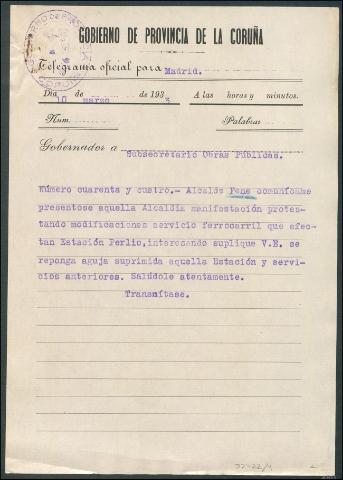 GOBIERNO DE PROVINCIA DE LA CORUÑA
Telegrama oficial para Madrid.
Día 10 marzo de 193 A las horas y minutos.
Núm. Palabras
Gobernador a Subsecretario Obras Públicas.
Número cuarenta y cuatro.- Alcalde Fene comunícame
presentose aquella Alcaldía manifestación protes-
tando modificaciones servicio ferrocarril que afec-
tan Estación Perlio, interesando suplique V.E. se
reponga aguja suprimida aquella Estación y servi-
cios anteriores. Salúdole atentamente.
Transmítase.